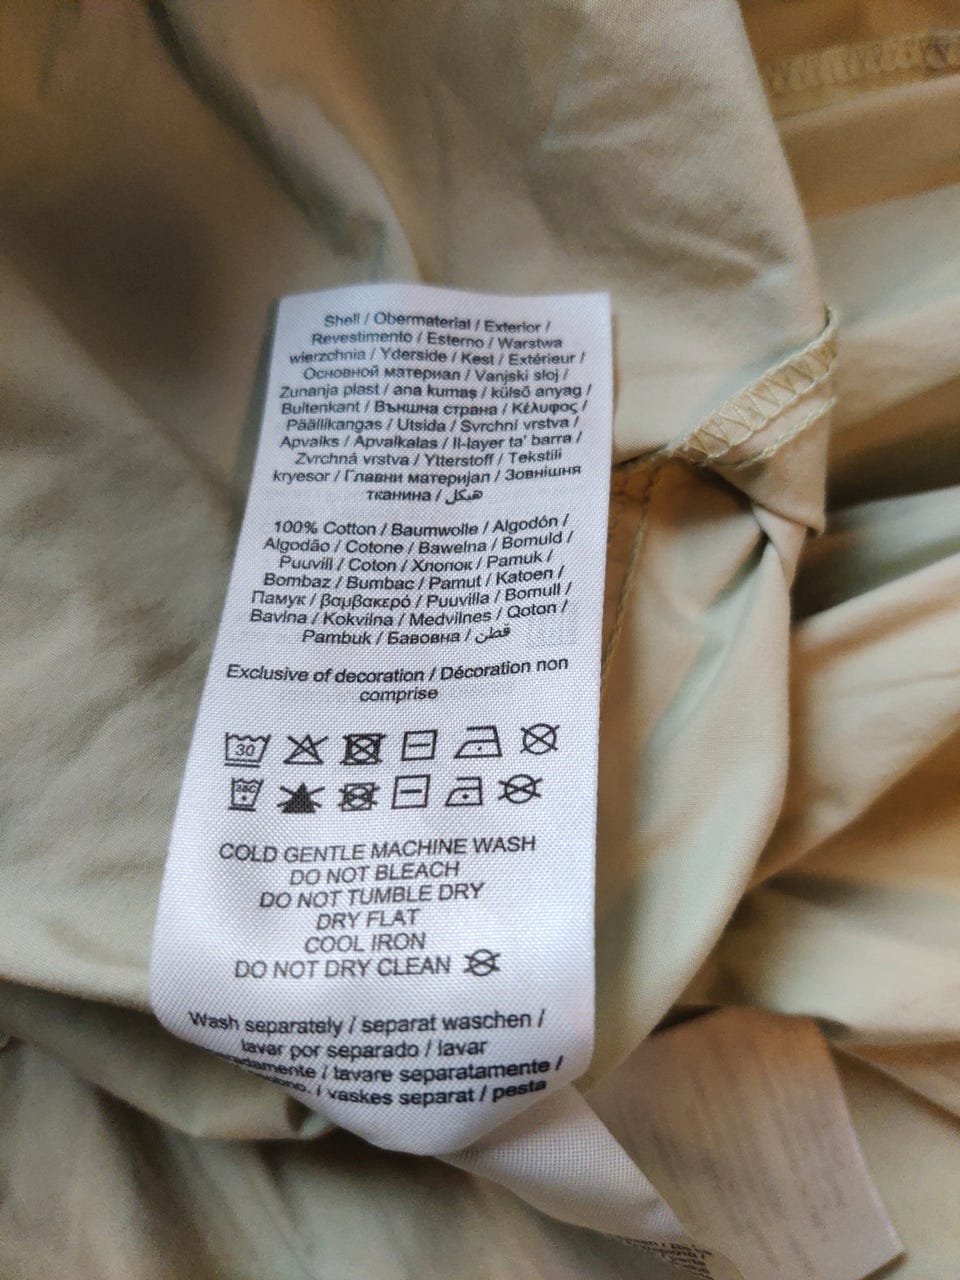 Shell / Obermaterial / Exterior /
Revestimento / Esterno / Warstwa
wierzchnia / Yderside / Kest / Extérieur /
Основной материал / Vanjski sloj /
Zunanja plast / ana kumaş / külső anyag /
Buitenkant / Външна страна / Κέλυφος /
Päällikangas / Utsida / Svrchní vrstva /
Apvalks / Apvalkalas / Il-layer ta' barra /
Zvrchná vrstva / Ytterstoff / Tekstili
kryesor / Главни материјал / Зовнішня
тканина / هيكل
100% Cotton / Baumwolle / Algodón /
Algodão / Cotone / Bawełna / Bomuld /
Puuvill / Coton / Хлопок / Pamuk /
Bombaz / Bumbac / Pamut / Katoen /
Памук / βαμβακερό / Puuvilla / Bomull /
Bavlna / Kokvilna / Medvilnes / Qoton /
Pambuk / Бавовна / قطن
Exclusive of decoration / Décoration non
comprise
30
COLD GENTLE MACHINE WASH
DO NOT BLEACH
DO NOT TUMBLE DRY
DRY FLAT
COOL IRON
DO NOT DRY CLEAN
Wash separately / separat waschen /
lavar por separado / lavar
/ lavare separatamente /
/ vaskes separat / pesta